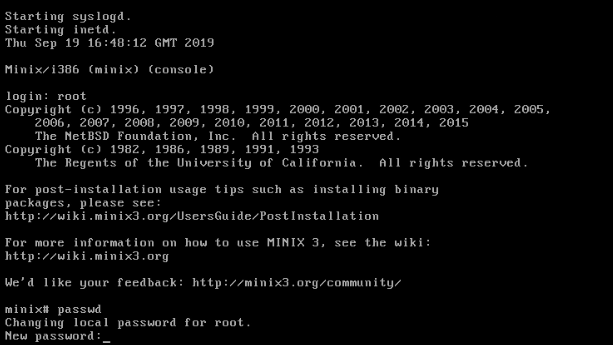 Starting syslogd.
Starting inetd.
Thu Sep 19 16:48:12 GMT 2019
Minix/i386 (minix) (console)
login: root
Copyright (c) 1996, 1997, 1998, 1999, 2000, 2001, 2002, 2003, 2004, 2005,
2006, 2007, 2008, 2009, 2010, 2011, 2012, 2013, 2014, 2015
The NetBSD Foundation, Inc.  All rights reserved.
Copyright (c) 1982, 1986, 1989, 1991, 1993
The Regents of the University of California.  All rights reserved.
For post-installation usage tips such as installing binary
packages, please see:
http://wiki.minix3.org/UsersGuide/PostInstallation
For more information on how to use MINIX 3, see the wiki:
http://wiki.minix3.org
We'd like your feedback: http://minix3.org/community/
minix# passwd
Changing local password for root.
New password:_